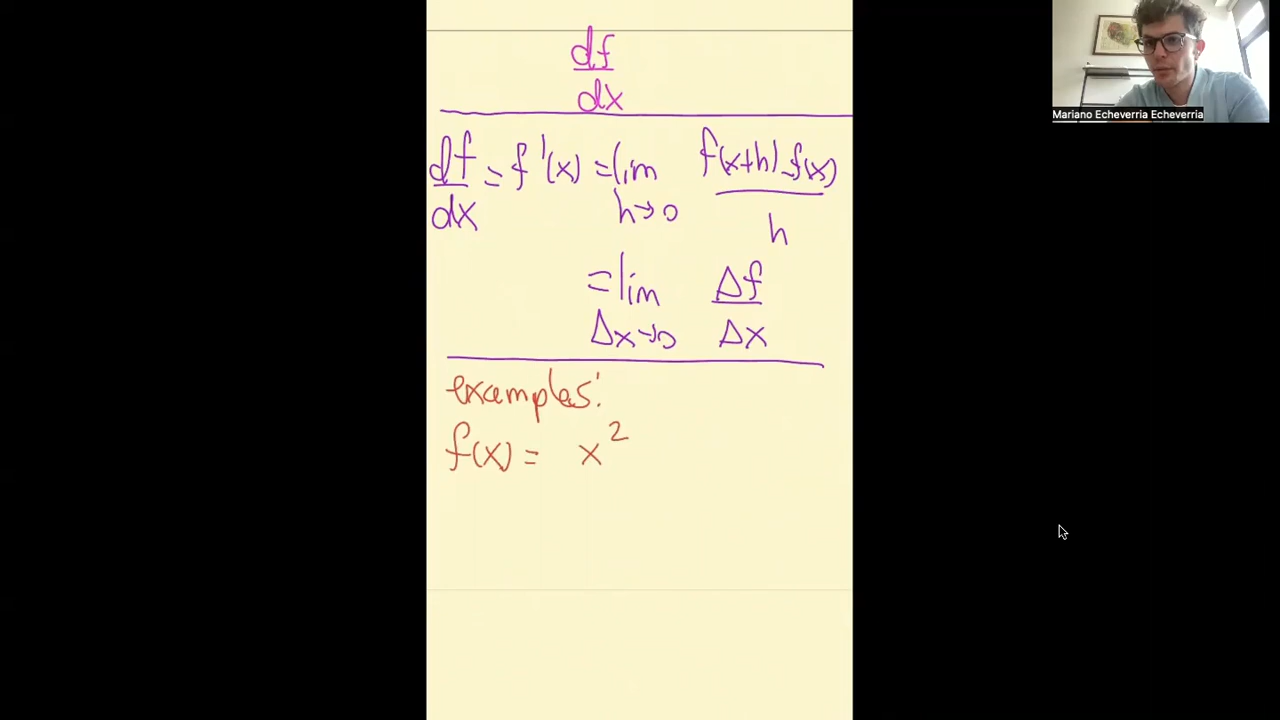 df
dx
Mariano Echeverria Echeverria
df/dx = f'(x) = lim h→0 f(x+h)-f(x) / h
= lim Δx→0 Δf/Δx
examples:
f(x) = x²